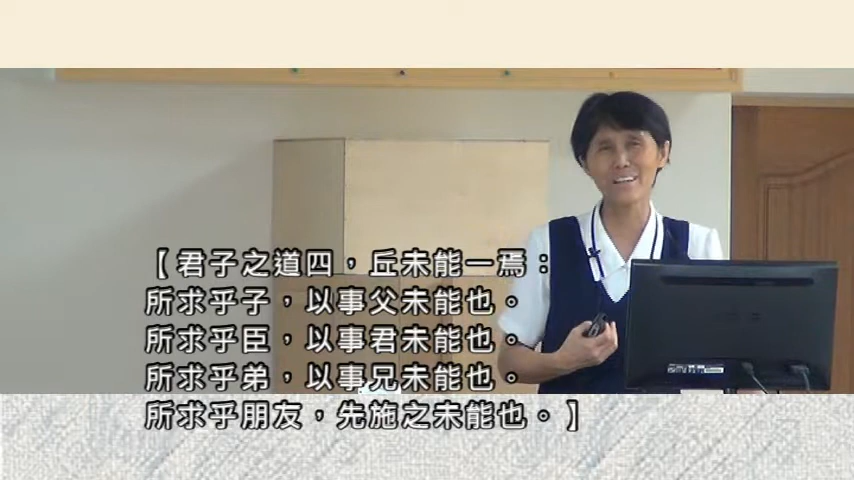 【君子之道四，丘未能一焉：
所求乎子，以事父未能也。
所求乎臣，以事君未能也。
所求乎弟，以事兄未能也。
所求乎朋友，先施之未能也。】